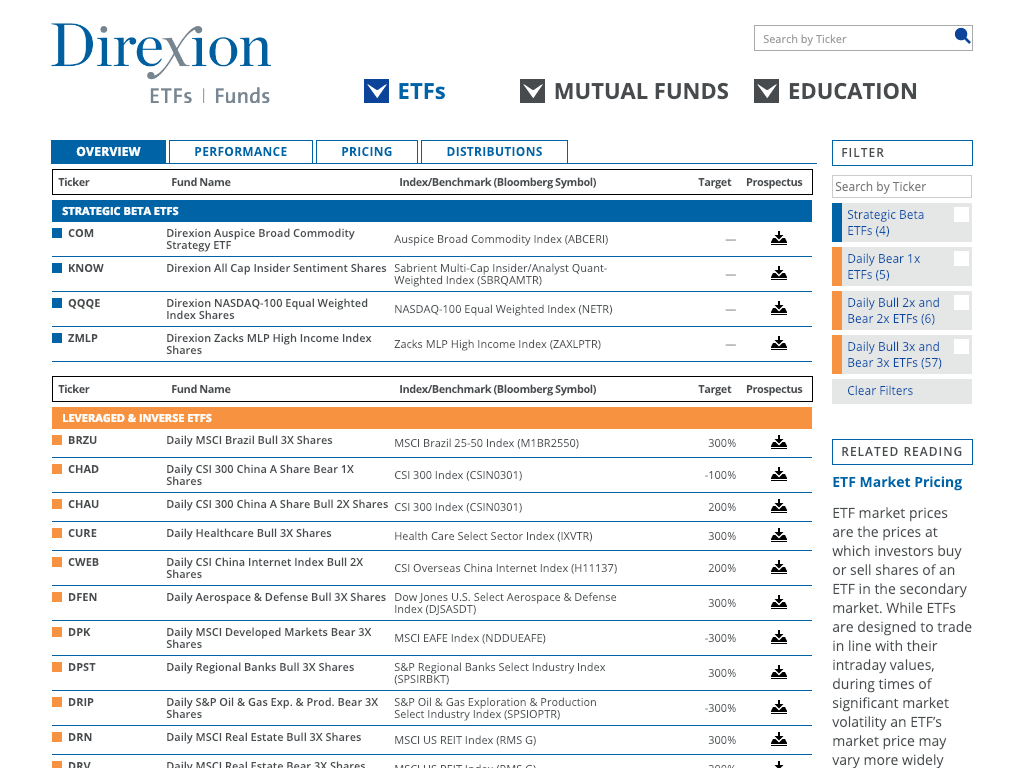 Direxion
ETFs | Funds
Search by Ticker
ETFs
MUTUAL FUNDS
EDUCATION
OVERVIEW
PERFORMANCE
PRICING
DISTRIBUTIONS
Ticker Fund Name Index/Benchmark (Bloomberg Symbol) Target Prospectus
STRATEGIC BETA ETFS
COM Direxion Auspice Broad Commodity
Strategy ETF
Auspice Broad Commodity Index (ABCERI) —
KNOW Direxion All Cap Insider Sentiment Shares
Sabrient Multi-Cap Insider/Analyst Quant-
Weighted Index (SBRQAMTR) —
QQQE Direxion NASDAQ-100 Equal Weighted
Index Shares
NASDAQ-100 Equal Weighted Index (NETR) —
ZMLP Direxion Zacks MLP High Income Index
Shares
Zacks MLP High Income Index (ZAXLPTR) —
Ticker Fund Name Index/Benchmark (Bloomberg Symbol) Target Prospectus
LEVERAGED & INVERSE ETFS
BRZU Daily MSCI Brazil Bull 3X Shares MSCI Brazil 25-50 Index (M1BR2550) 300%
CHAD Daily CSI 300 China A Share Bear 1X
Shares
CSI 300 Index (CSIN0301) -100%
CHAU Daily CSI 300 China A Share Bull 2X Shares CSI 300 Index (CSIN0301) 200%
CURE Daily Healthcare Bull 3X Shares Health Care Select Sector Index (IXVTR) 300%
CWEB Daily CSI China Internet Index Bull 2X
Shares
CSI Overseas China Internet Index (H11137) 200%
DFEN Daily Aerospace & Defense Bull 3X Shares
Dow Jones U.S. Select Aerospace & Defense
Index (DJSASDT) 300%
DPK Daily MSCI Developed Markets Bear 3X
Shares
MSCI EAFE Index (NDDUEAFE) -300%
DPST Daily Regional Banks Bull 3X Shares
S&P Regional Banks Select Industry Index
(SPSIRBKT) 300%
DRIP Daily S&P Oil & Gas Exp. & Prod. Bear 3X
Shares
S&P Oil & Gas Exploration & Production
Select Industry Index (SPSIOPTR) -300%
DRN Daily MSCI Real Estate Bull 3X Shares MSCI US REIT Index (RMS G) 300%
DRV Daily MSCI Real Estate Bear 3X Shares MSCI US REIT Index (RMS G) -300%
FILTER
Search by Ticker
Strategic Beta
ETFs (4)
Daily Bear 1x
ETFs (5)
Daily Bull 2x and
Bear 2x ETFs (6)
Daily Bull 3x and
Bear 3x ETFs (57)
Clear Filters
RELATED READING
ETF Market Pricing
ETF market prices
are the prices at
which investors buy
or sell shares of an
ETF in the secondary
market. While ETFs
are designed to trade
in line with their
intraday values,
during times of
significant market
volatility an ETF’s
market price may
vary more widely